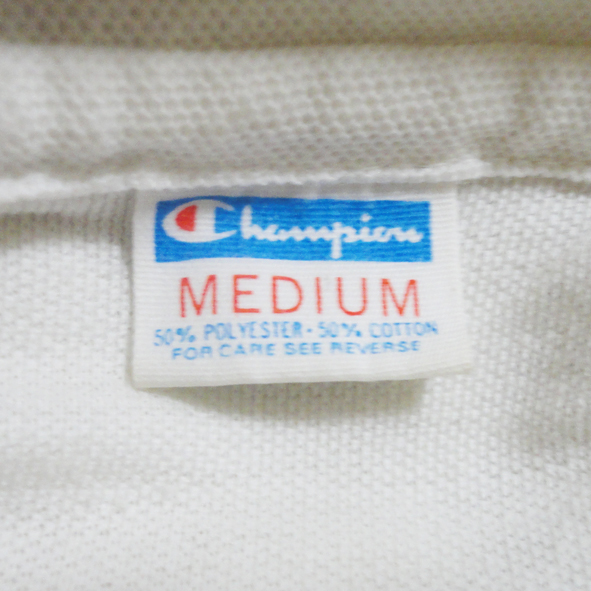 Champion
MEDIUM
50% POLYESTER · 50% COTTON
FOR CARE SEE REVERSE